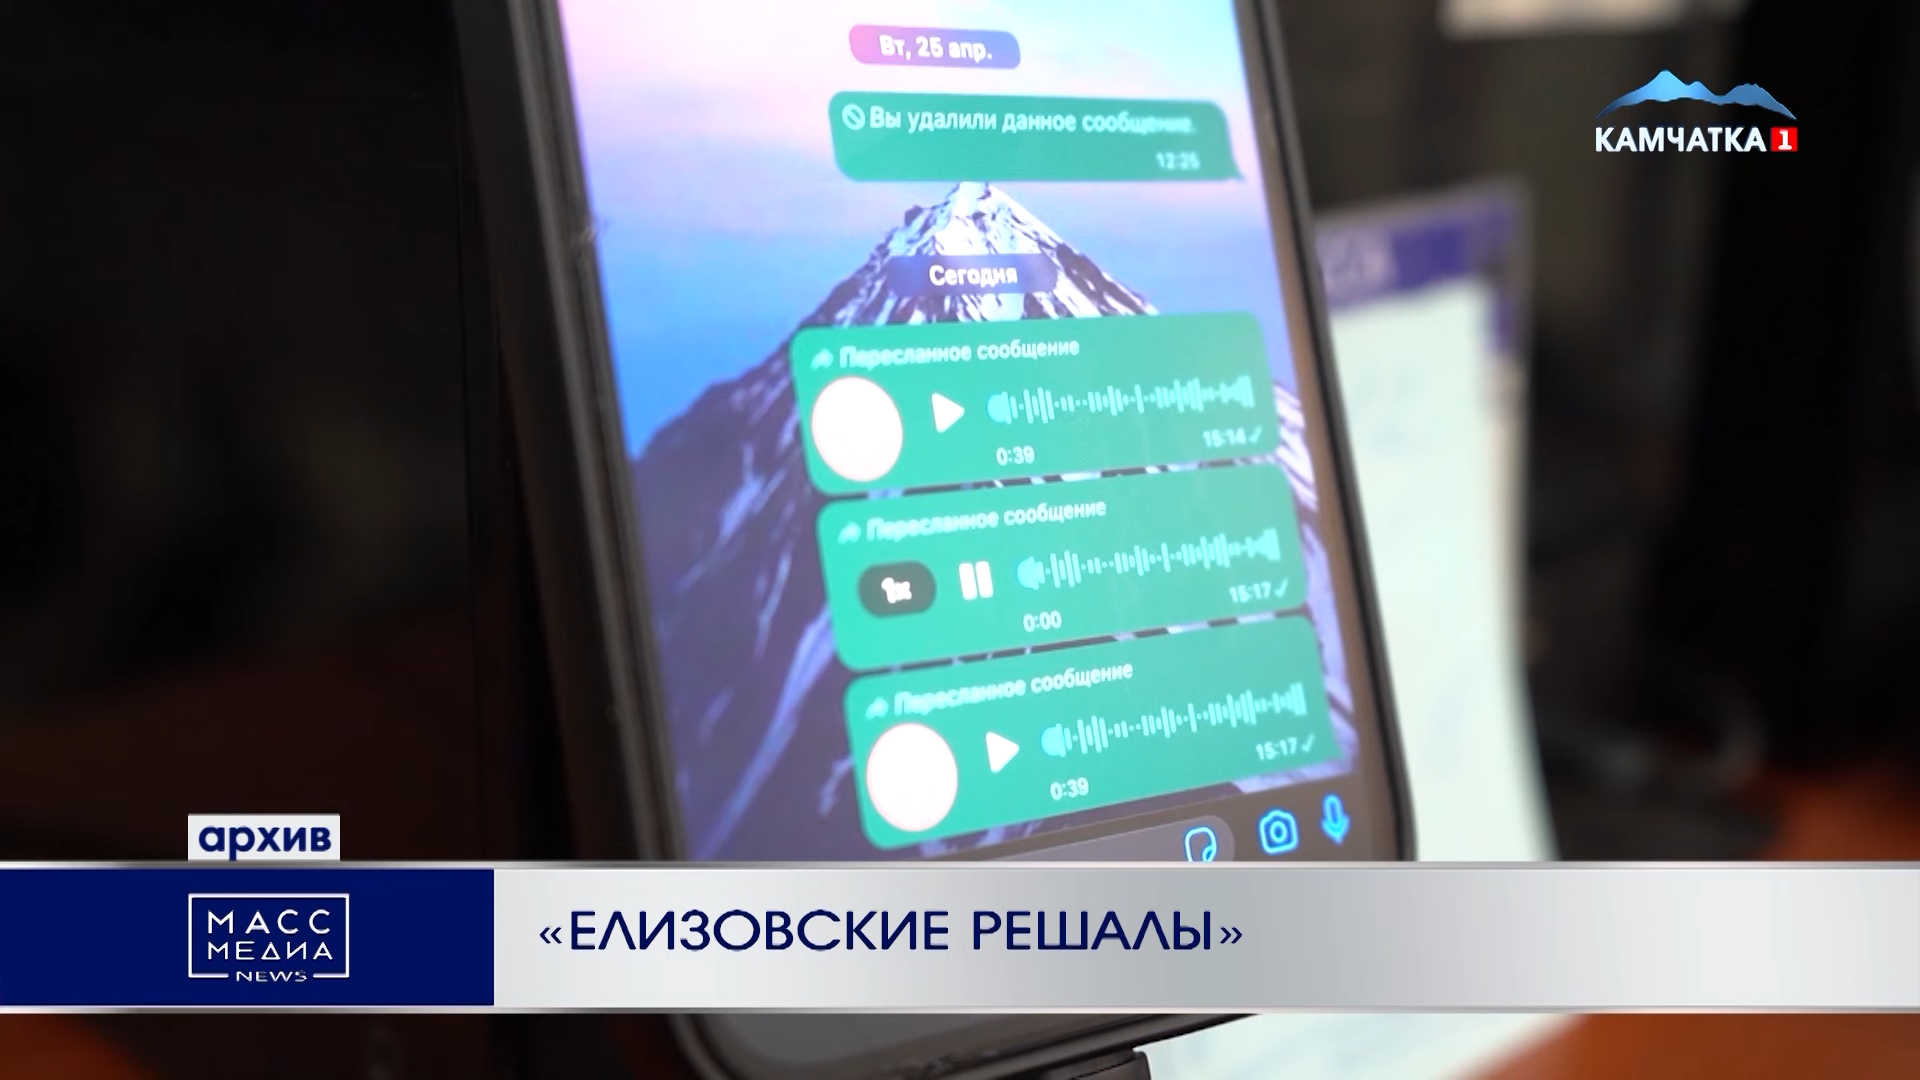 Вт, 25 апр.
Вы удалили данное сообщение.
12:25
КАМЧАТКА 1
Сегодня
Пересланное сообщение
0:39
15:14
Пересланное сообщение
1x
0:00
15:17
Пересланное сообщение
0:39
15:17
архив
МАСС
МЕДИА
NEWS
«ЕЛИЗОВСКИЕ РЕШАЛЫ»